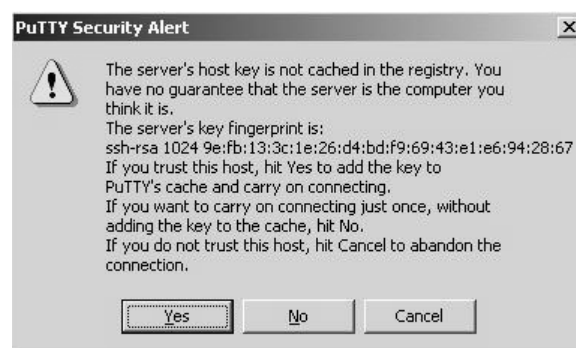 PuTTY Security Alert
The server's host key is not cached in the registry. You
have no guarantee that the server is the computer you
think it is.
The server's key fingerprint is:
ssh-rsa 1024 9e:fb:13:3c:1e:26:d4:bd:f9:69:43:e1:e6:94:28:67
If you trust this host, hit Yes to add the key to
PuTTY's cache and carry on connecting.
If you want to carry on connecting just once, without
adding the key to the cache, hit No.
If you do not trust this host, hit Cancel to abandon the
connection.
Yes No Cancel